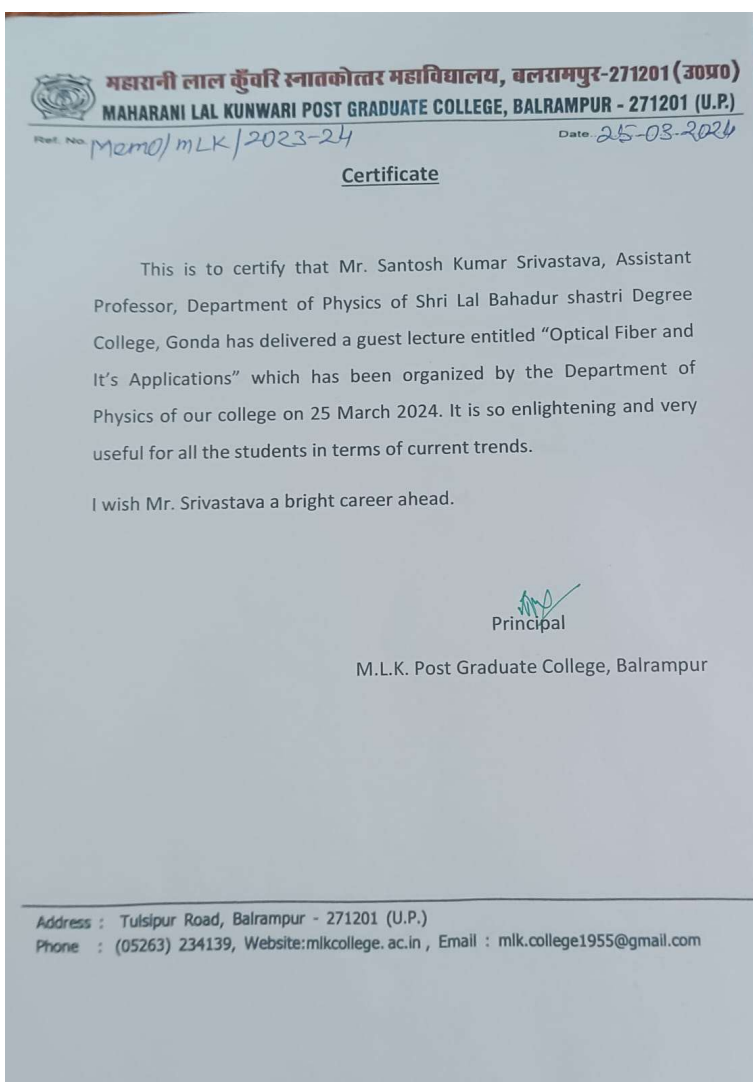 महारानी लाल कुँवरि स्नातकोत्तर महाविद्यालय, बलरामपुर-271201 (उ०प्र०)
MAHARANI LAL KUNWARI POST GRADUATE COLLEGE, BALRAMPUR - 271201 (U.P.)
Ref. No. Memo/MLK/2023-24 Date. 25-03-2024
Certificate
This is to certify that Mr. Santosh Kumar Srivastava, Assistant
Professor, Department of Physics of Shri Lal Bahadur shastri Degree
College, Gonda has delivered a guest lecture entitled “Optical Fiber and
It’s Applications” which has been organized by the Department of
Physics of our college on 25 March 2024. It is so enlightening and very
useful for all the students in terms of current trends.
I wish Mr. Srivastava a bright career ahead.
Principal
M.L.K. Post Graduate College, Balrampur
Address : Tulsipur Road, Balrampur - 271201 (U.P.)
Phone : (05263) 234139, Website:mlkcollege. ac.in , Email : mlk.college1955@gmail.com